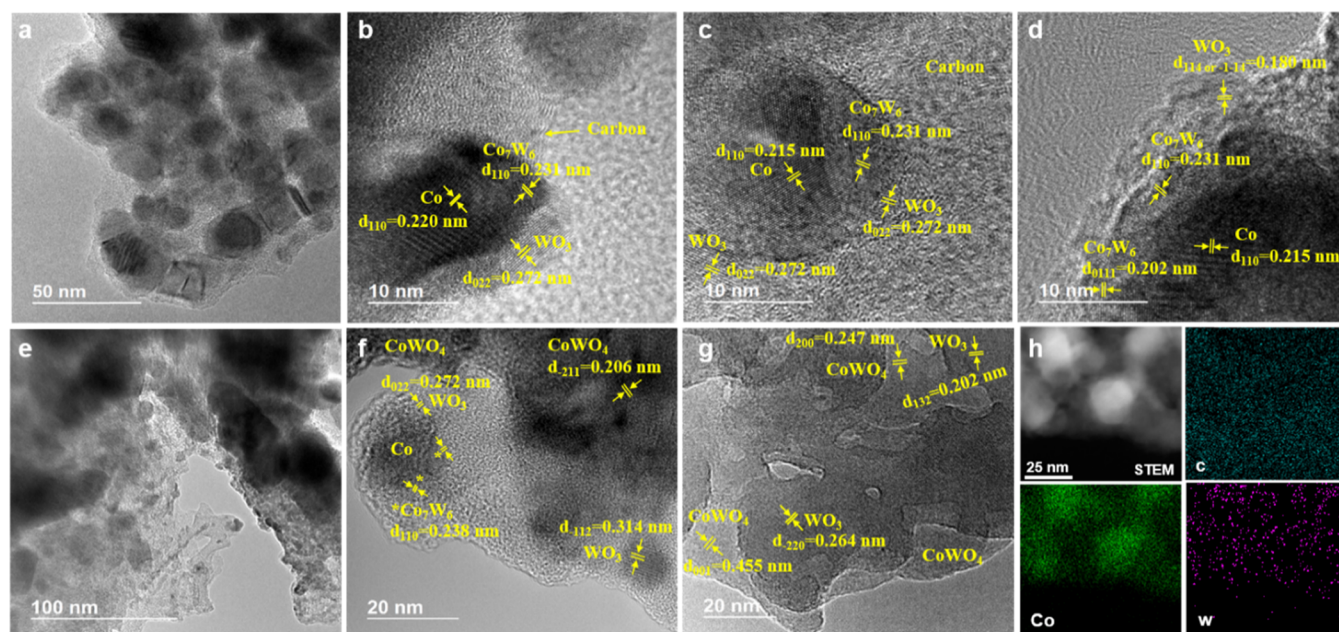 a
50 nm
b
Carbon
Co₇W₆
d₁₁₀=0.231 nm
Co
d₁₁₀=0.220 nm
WO₃
d₀₂₂=0.272 nm
10 nm
c
Carbon
Co₇W₆
d₁₁₀=0.231 nm
d₁₁₀=0.215 nm
Co
WO₃
d₀₂₂=0.272 nm
WO₃
d₀₂₂=0.272 nm
10 nm
d
WO₃
d₁₁₄ or ₋₁₋₁₄=0.180 nm
Co₇W₆
d₁₁₀=0.231 nm
Co
d₁₁₀=0.215 nm
Co₇W₆
d₀₁₁₁=0.202 nm
10 nm
e
100 nm
f
CoWO₄
d₀₂₂=0.272 nm
WO₃
CoWO₄
d₋₂₁₁=0.206 nm
Co
*
*
*Co₇W₆
d₁₁₀=0.238 nm
d₋₁₁₂=0.314 nm
WO₃
20 nm
g
d₂₀₀=0.247 nm
CoWO₄
WO₃
d₁₃₂=0.202 nm
CoWO₄
d₀₀₁=0.455 nm
WO₃
d₋₂₂₀=0.264 nm
CoWO₄
20 nm
h
25 nm
STEM
c
Co
w